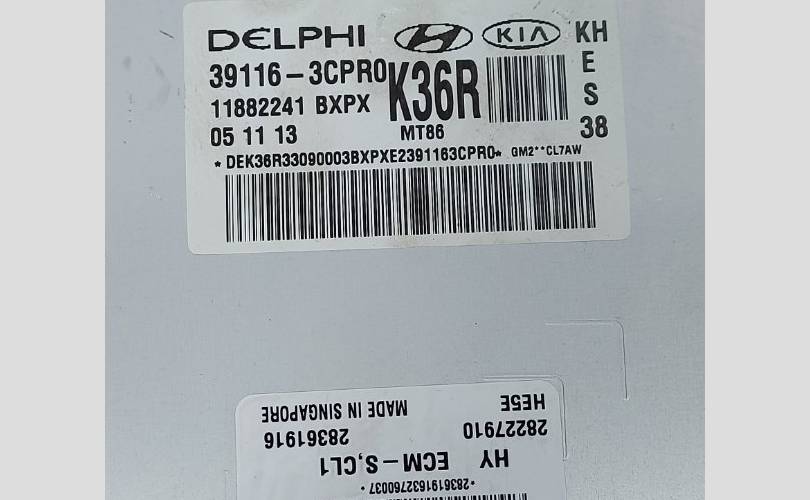 DELPHI KIA KH
39116-3CPR0 K36R E
11882241 BXPX S
05 11 13 MT86 38
*DEK36R33090003BXPXE2391163CPR0* GM2**CL7AW
*2836191632760037*
HY ECM-S,CL1
28227910 28361916
HE5E MADE IN SINGAPORE